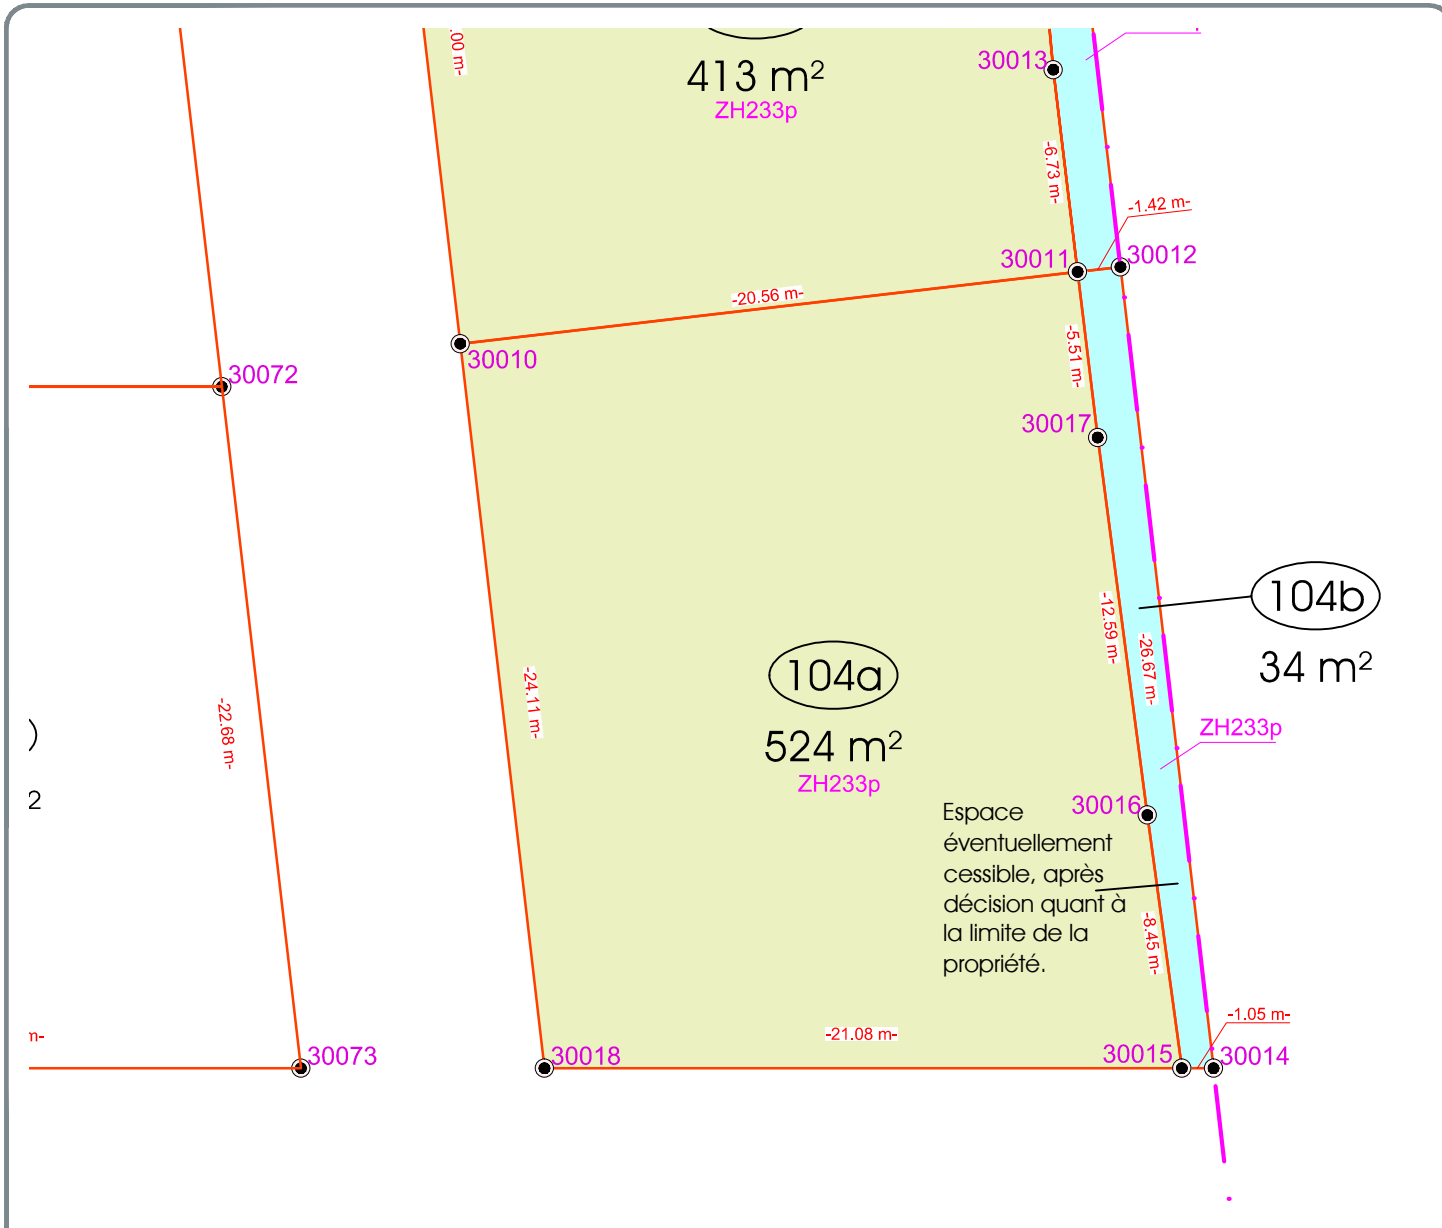 .00 m-
413 m²
ZH233p
30013
-6.73 m-
-1.42 m-
30011
30012
-20.56 m-
30010
30072
-5.51 m-
30017
104b
34 m²
-12.59 m-
-26.67 m-
104a
524 m²
ZH233p
-24.11 m-
-22.68 m-
ZH233p
2
30016
Espace
éventuellement
cessible, après
décision quant à
la limite de la
propriété.
-8.45 m-
-1.05 m-
m-
-21.08 m-
30073
30018
30015
30014